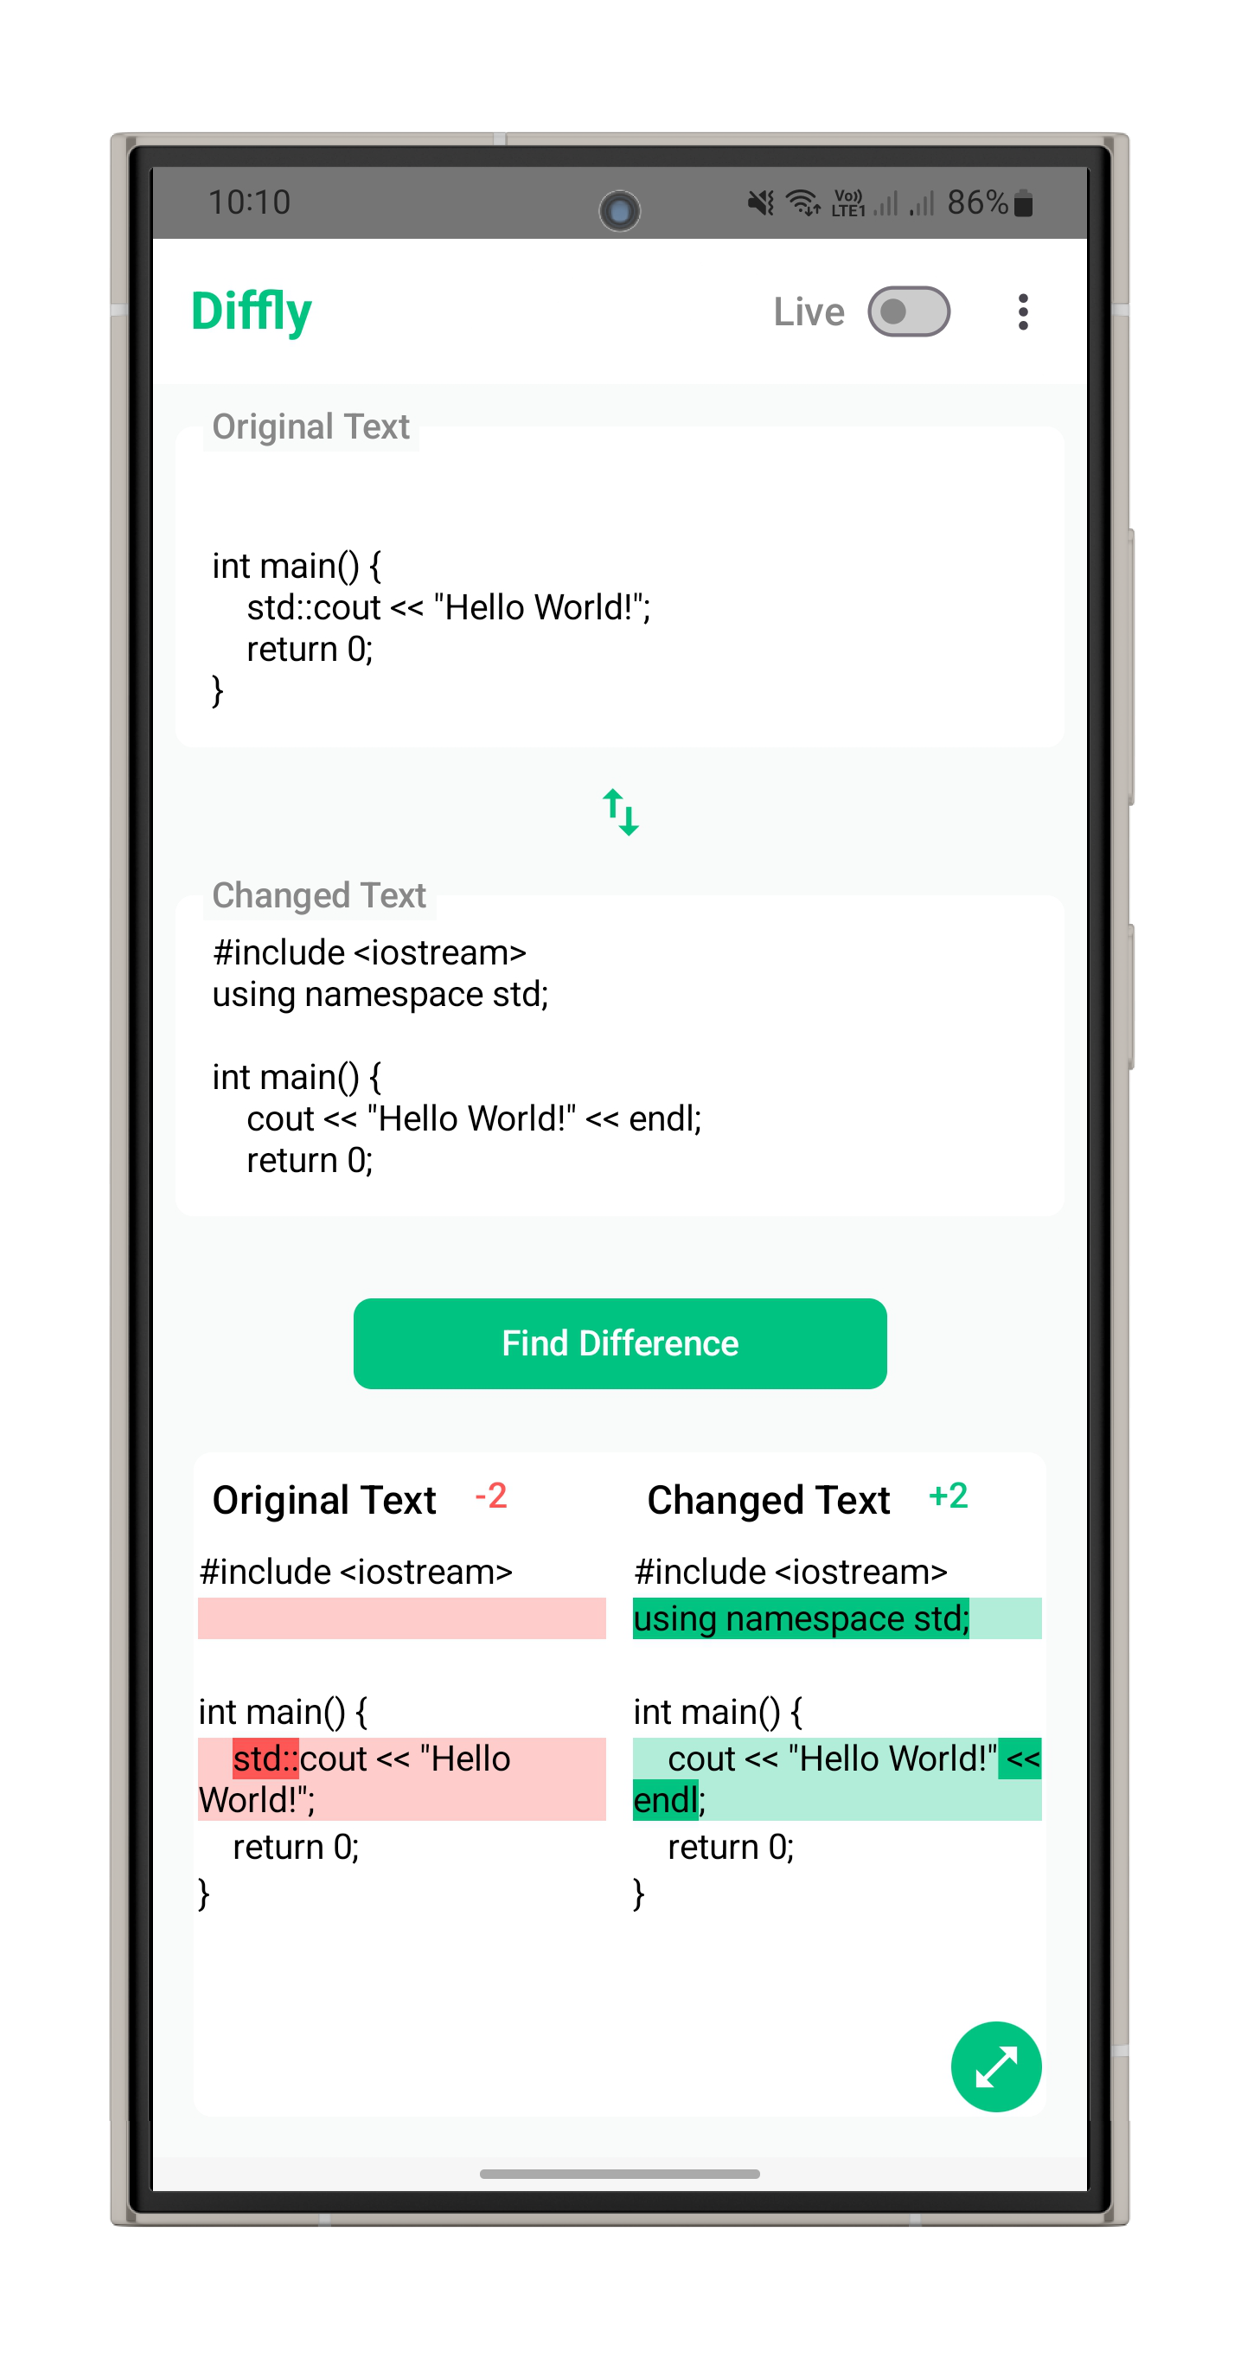 10:10
Vo)) LTE1 86%
Diffly Live
Original Text
int main() {
    std::cout << "Hello World!";
    return 0;
}
Changed Text
#include <iostream>
using namespace std;
int main() {
    cout << "Hello World!" << endl;
    return 0;
Find Difference
Original Text -2
#include <iostream>
int main() {
    std::cout << "Hello
World!";
    return 0;
}
Changed Text +2
#include <iostream>
using namespace std;
int main() {
    cout << "Hello World!" <<
endl;
    return 0;
}